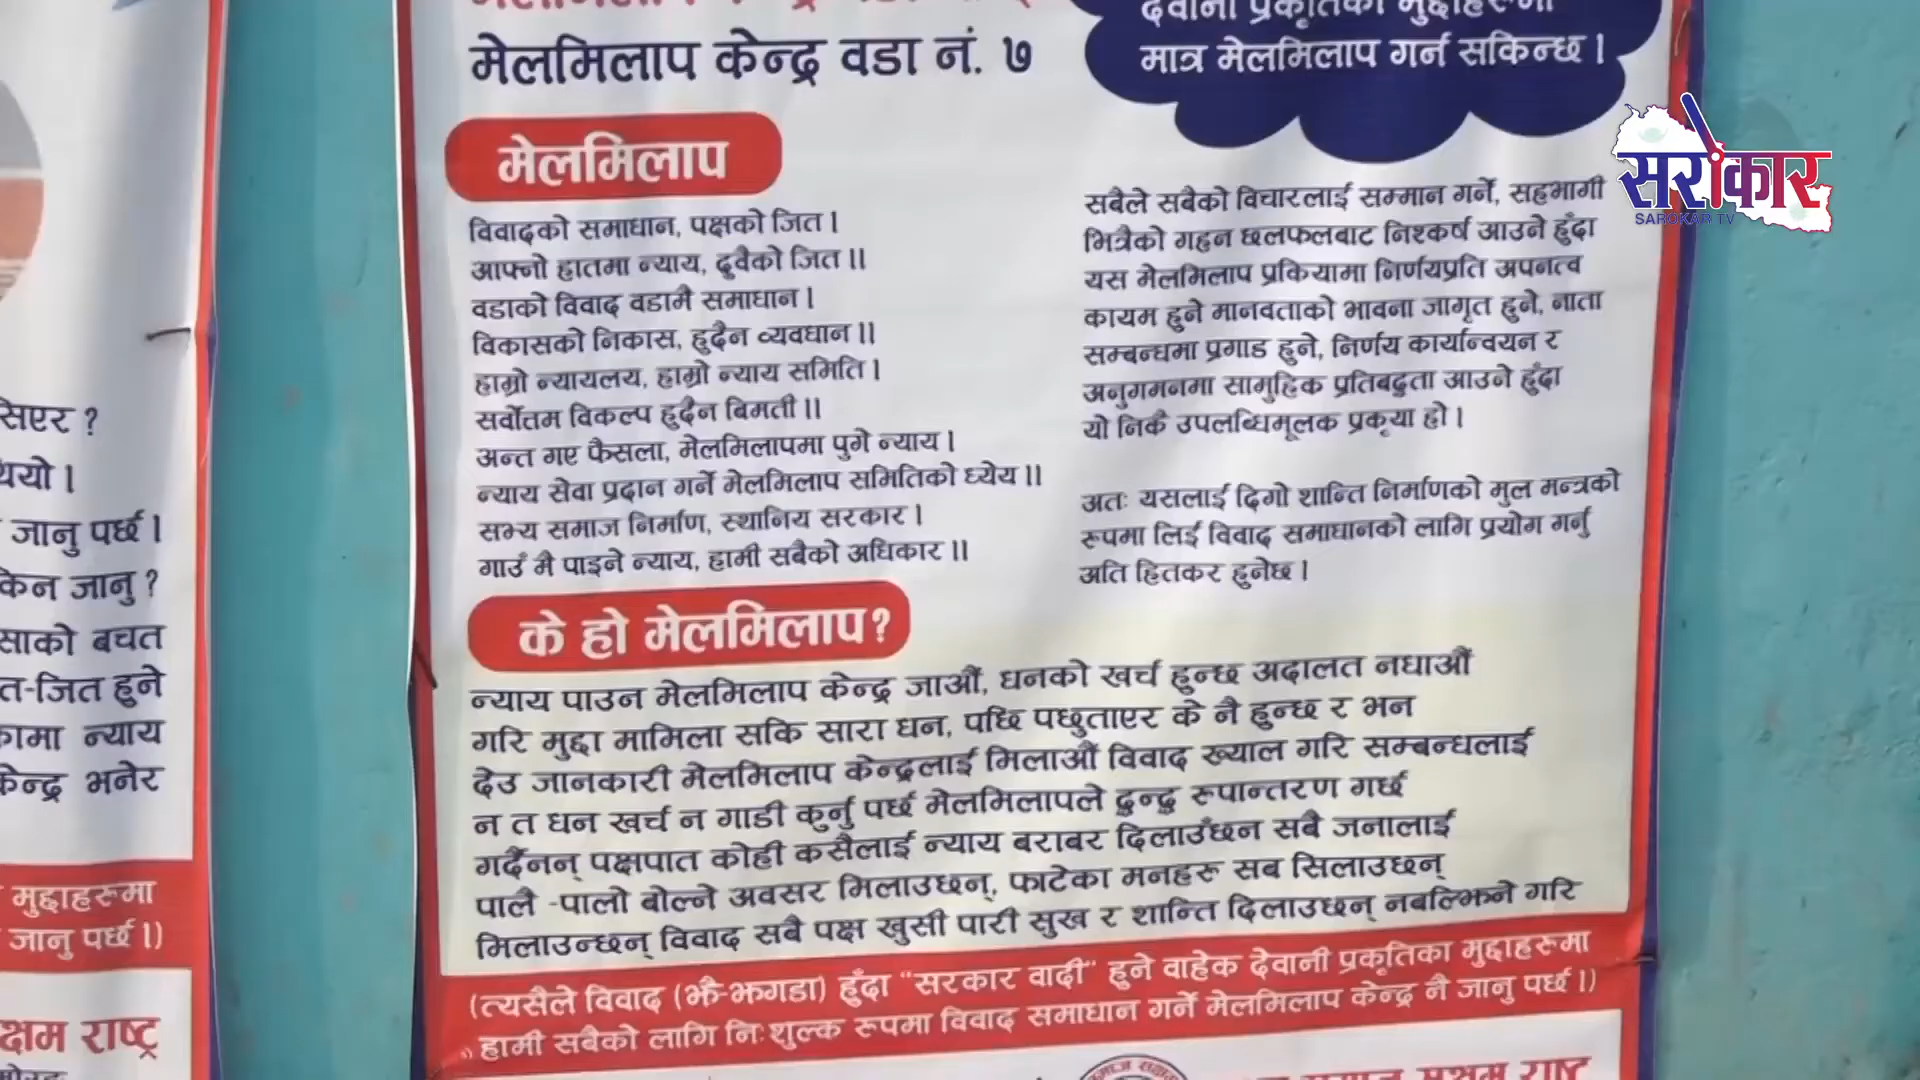 मेलमिलाप केन्द्र वडा नं. ७
देवानी प्रकृतिका मुद्दाहरुमा
मात्र मेलमिलाप गर्न सकिन्छ ।
मेलमिलाप
विवादको समाधान, पक्षको जित ।
आफ्नो हातमा न्याय, दुवैको जित ।।
वडाको विवाद वडामै समाधान ।
विकासको निकास, हुदैन व्यवधान ।।
हाम्रो न्यायलय, हाम्रो न्याय समिति ।
सर्वोत्तम विकल्प हुदैन बिमती ।।
अन्त गए फैसला, मेलमिलापमा पुगे न्याय ।
न्याय सेवा प्रदान गर्ने मेलमिलाप समितिको ध्येय ।।
सभ्य समाज निर्माण, स्थानिय सरकार ।
गाउँ मै पाइने न्याय, हामी सबैको अधिकार ।।
सबैले सबैको विचारलाई सम्मान गर्ने, सहभागी
भित्रैको गहन छलफलबाट निश्कर्ष आउने हुँदा
यस मेलमिलाप प्रकियामा निर्णयप्रति अपनत्व
कायम हुने मानवताको भावना जागृत हुने, नाता
सम्बन्धमा प्रगाड हुने, निर्णय कार्यान्वयन र
अनुगमनमा सामुहिक प्रतिबद्धता आउने हुँदा
यो निकै उपलब्धिमूलक प्रकृया हो ।
अतः यसलाई दिगो शान्ति निर्माणको मुल मन्त्रको
रूपमा लिई विवाद समाधानको लागि प्रयोग गर्नु
अति हितकर हुनेछ ।
के हो मेलमिलाप?
न्याय पाउन मेलमिलाप केन्द्र जाऔं, धनको खर्च हुन्छ अदालत नधाऔं
गरि मुद्दा मामिला सकि सारा धन, पछि पछुताएर के नै हुन्छ र भन
देउ जानकारी मेलमिलाप केन्द्रलाई मिलाऔं विवाद ख्याल गरि सम्बन्धलाई
न त धन खर्च न गाडी कुर्नु पर्छ मेलमिलापले द्वन्द्व रूपान्तरण गर्छ
गर्दैनन् पक्षपात कोही कसैलाई न्याय बराबर दिलाउँछन सबै जनालाई
पालै -पालो बोल्ने अवसर मिलाउछन्, फाटेका मनहरू सब सिलाउछन्
मिलाउन्छन् विवाद सबै पक्ष खुसी पारी सुख र शान्ति दिलाउछन् नबल्झिने गरि
(त्यसैले विवाद (झै-झगडा) हुँदा "सरकार वादी" हुने वाहेक देवानी प्रकृतिका मुद्दाहरुमा
हामी सबैको लागि निःशुल्क रूपमा विवाद समाधान गर्ने मेलमिलाप केन्द्र नै जानु पर्छ ।)
सिएर ?
थियो ।
जानु पर्छ ।
किन जानु ?
बचत
त-जित हुने
न्याय
केन्द्र भनेर
मुद्दाहरुमा
जानु पर्छ ।)
राष्ट्र
सरोकार
SAROKAR TV